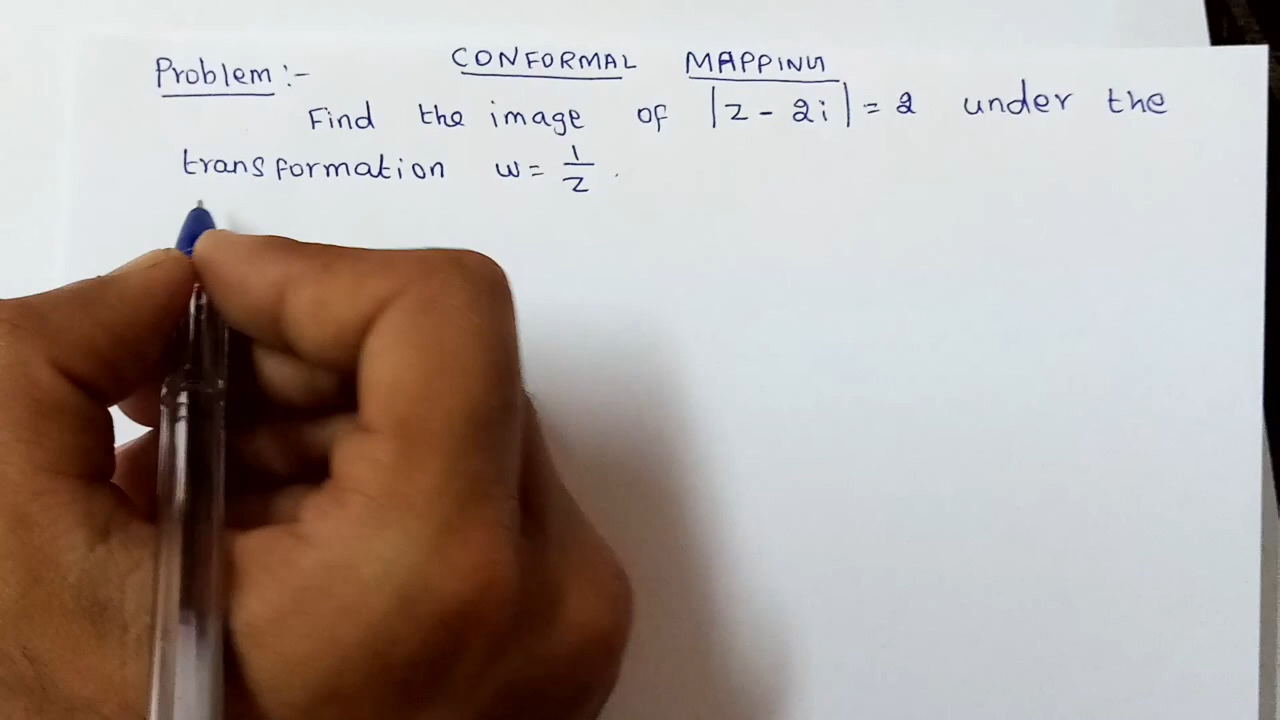 CONFORMAL MAPPING
Problem :-
Find the image of |z - 2i| = 2 under the
transformation w = 1/z .